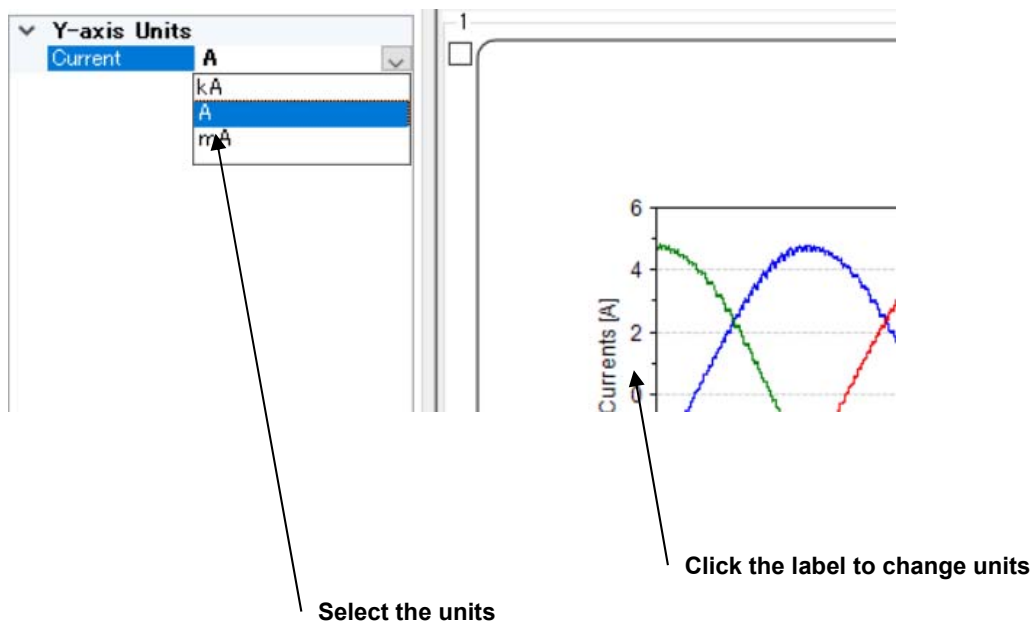 Y-axis Units
Current A
kA
A
mA
1
6
4
2
0
Currents [A]
Click the label to change units
Select the units